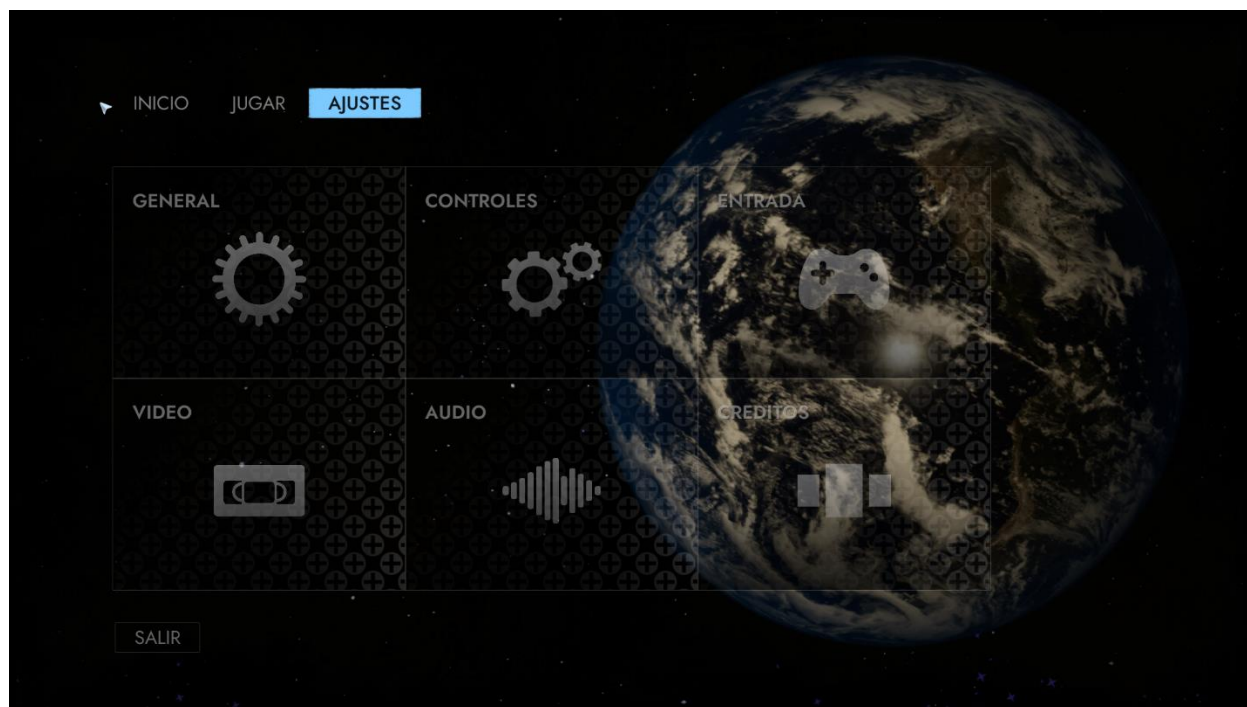 INICIO JUGAR AJUSTES
GENERAL CONTROLES ENTRADA
VIDEO AUDIO CREDITOS
SALIR